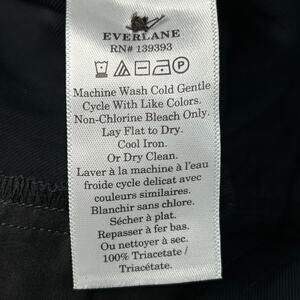 EVERLANE
RN# 139393
P
Machine Wash Cold Gentle
Cycle With Like Colors.
Non-Chlorine Bleach Only.
Lay Flat to Dry.
Cool Iron.
Or Dry Clean.
Laver à la machine à l'eau
froide cycle delicat avec
couleurs similaires.
Blanchir sans chlore.
Sécher à plat.
Repasser à fer bas.
Ou nettoyer à sec.
100% Triacetate /
Triacétate.